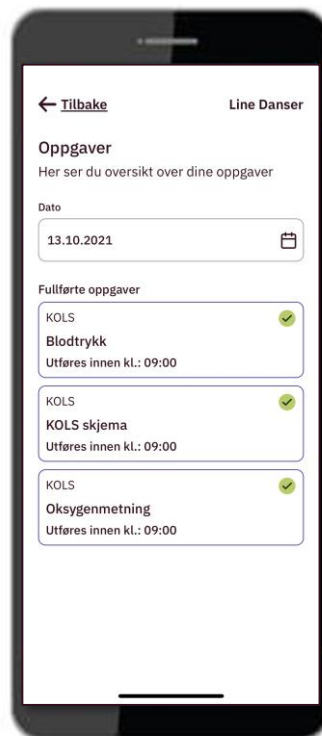 Tilbake
Line Danser
Oppgaver
Her ser du oversikt over dine oppgaver
Dato
13.10.2021
Fullførte oppgaver
KOLS
Blodtrykk
Utføres innen kl.: 09:00
KOLS
KOLS skjema
Utføres innen kl.: 09:00
KOLS
Oksygenmetning
Utføres innen kl.: 09:00